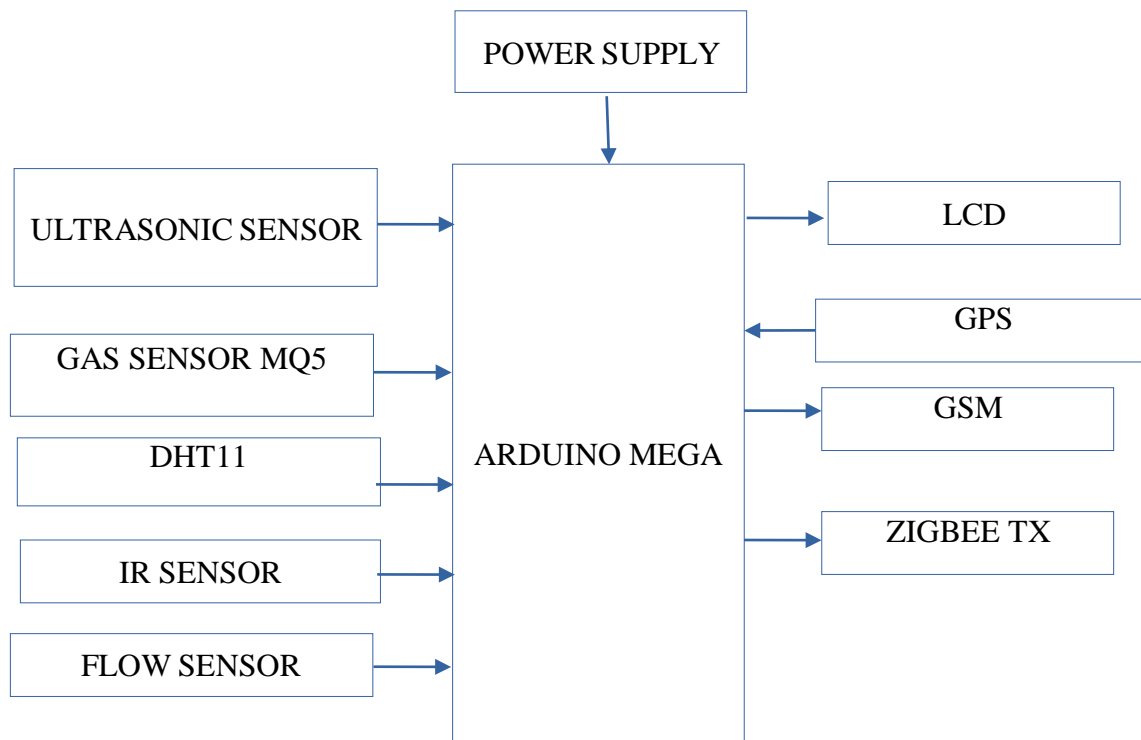 POWER SUPPLY
ULTRASONIC SENSOR
GAS SENSOR MQ5
DHT11
IR SENSOR
FLOW SENSOR
ARDUINO MEGA
LCD
GPS
GSM
ZIGBEE TX